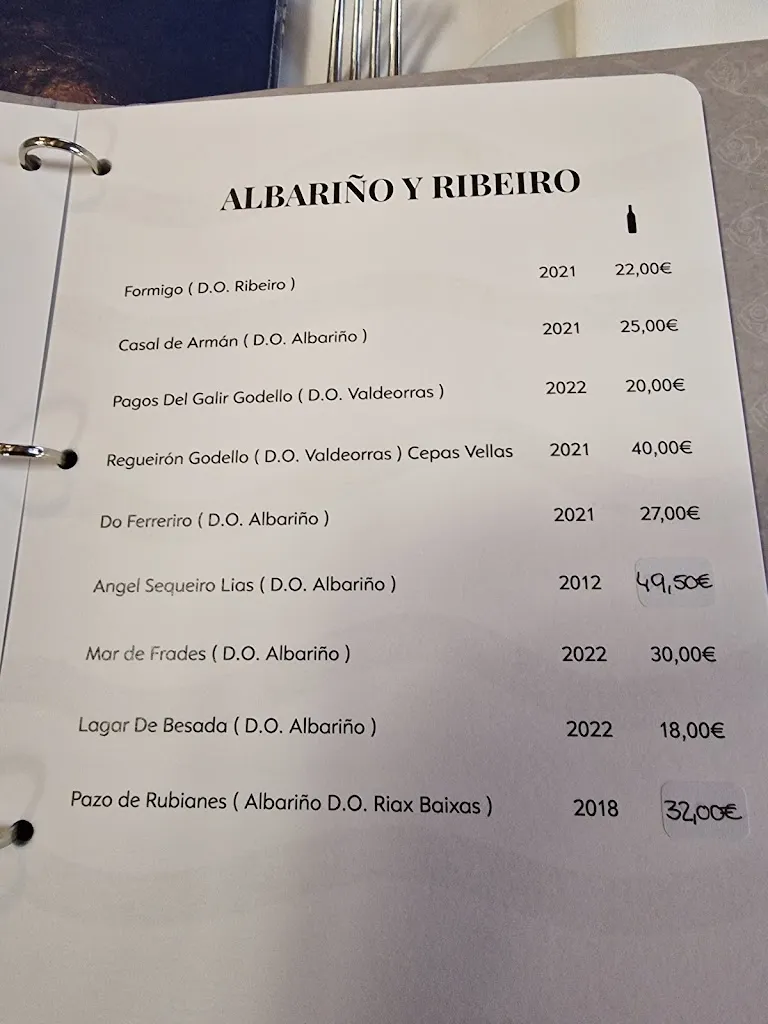 ALBARIÑO Y RIBEIRO
Formigo ( D.O. Ribeiro ) 2021 22,00€
Casal de Armán ( D.O. Albariño ) 2021 25,00€
Pagos Del Galir Godello ( D.O. Valdeorras ) 2022 20,00€
Regueirón Godello ( D.O. Valdeorras ) Cepas Vellas 2021 40,00€
Do Ferreriro ( D.O. Albariño ) 2021 27,00€
Angel Sequeiro Lias ( D.O. Albariño ) 2012 49,50€
Mar de Frades ( D.O. Albariño ) 2022 30,00€
Lagar De Besada ( D.O. Albariño ) 2022 18,00€
Pazo de Rubianes ( Albariño D.O. Riax Baixas ) 2018 32,00€